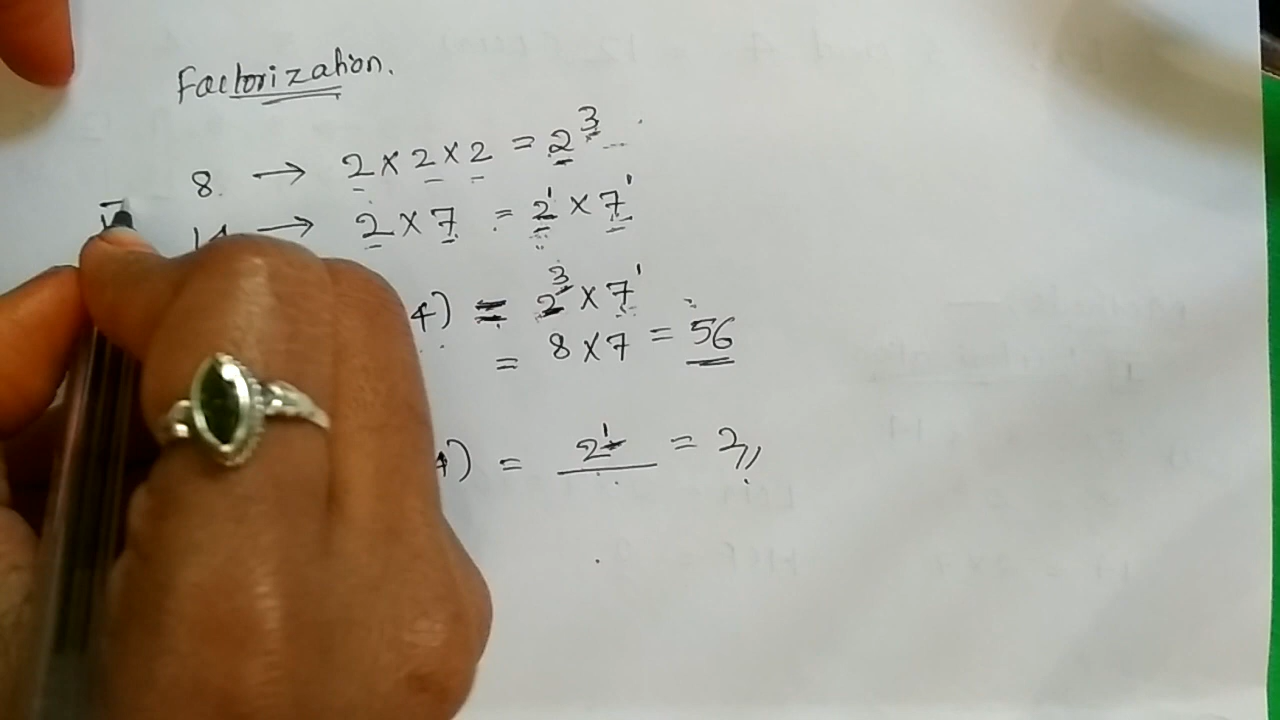 Factorization.
8 → 2 × 2 × 2 = 2³
14 → 2 × 7 = 2¹ × 7¹
4) = 2³ × 7¹
= 8 × 7 = 56
4) = 2¹ = 2